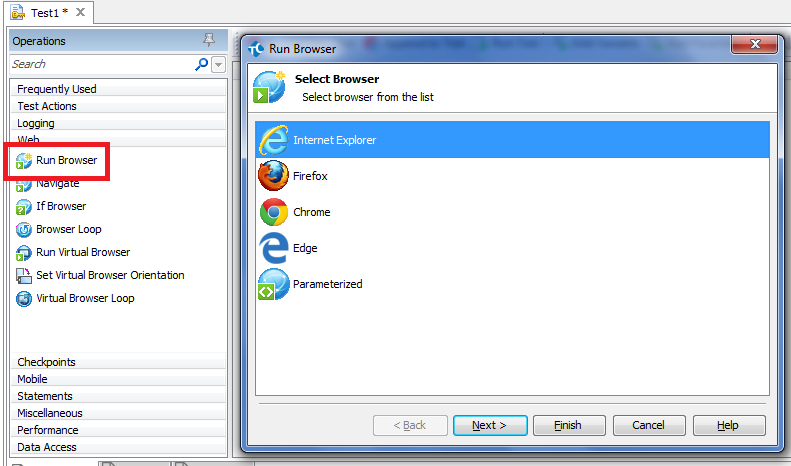 Test1 *
Operations
Search
Frequently Used
Test Actions
Logging
Web
Run Browser
Navigate
If Browser
Browser Loop
Run Virtual Browser
Set Virtual Browser Orientation
Virtual Browser Loop
Checkpoints
Mobile
Statements
Miscellaneous
Performance
Data Access
Run Browser
Select Browser
Select browser from the list
Internet Explorer
Firefox
Chrome
Edge
Parameterized
< Back
Next >
Finish
Cancel
Help